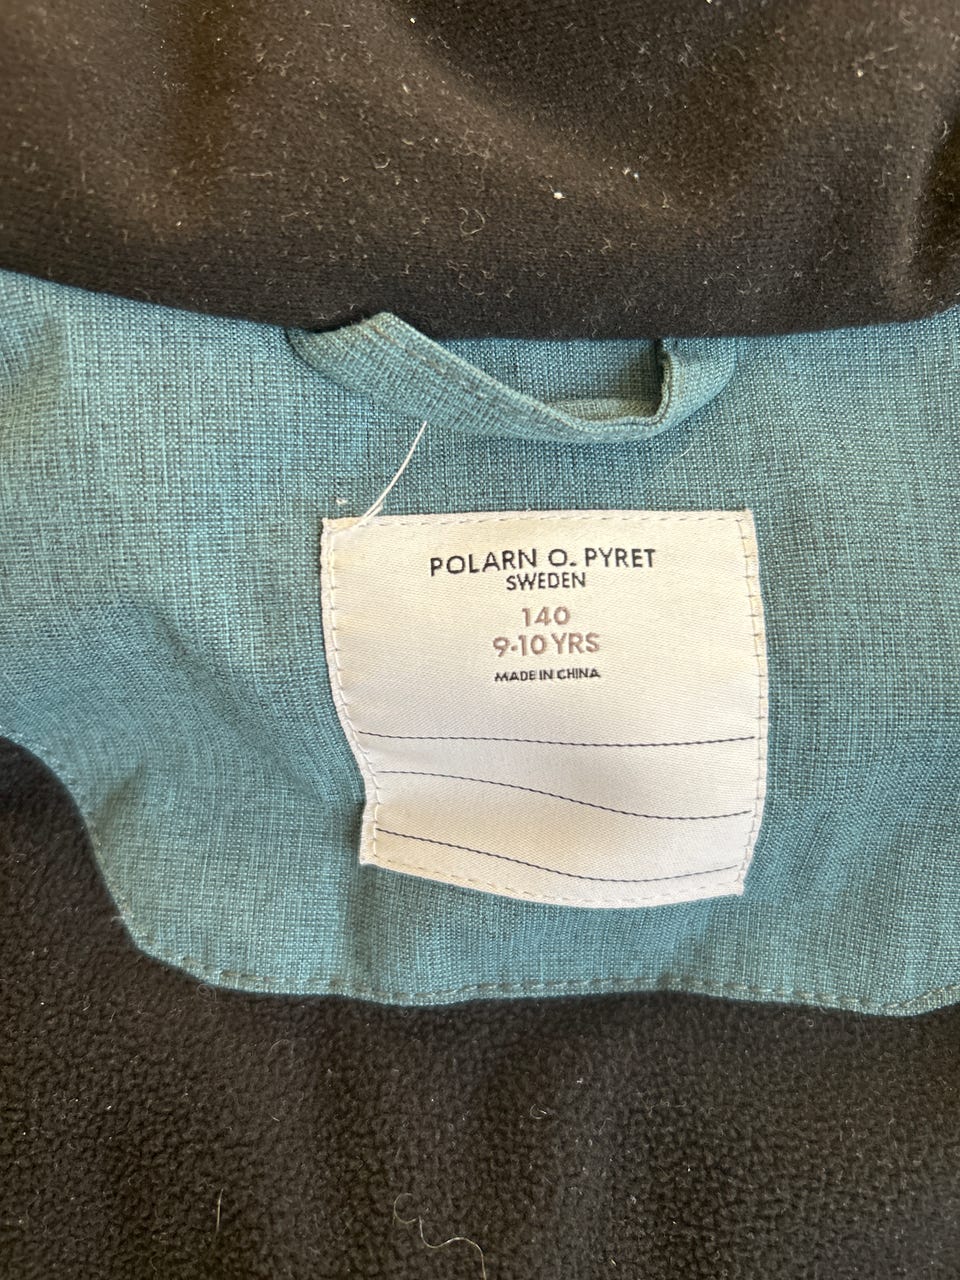 POLARN O. PYRET
SWEDEN
140
9-10 YRS
MADE IN CHINA